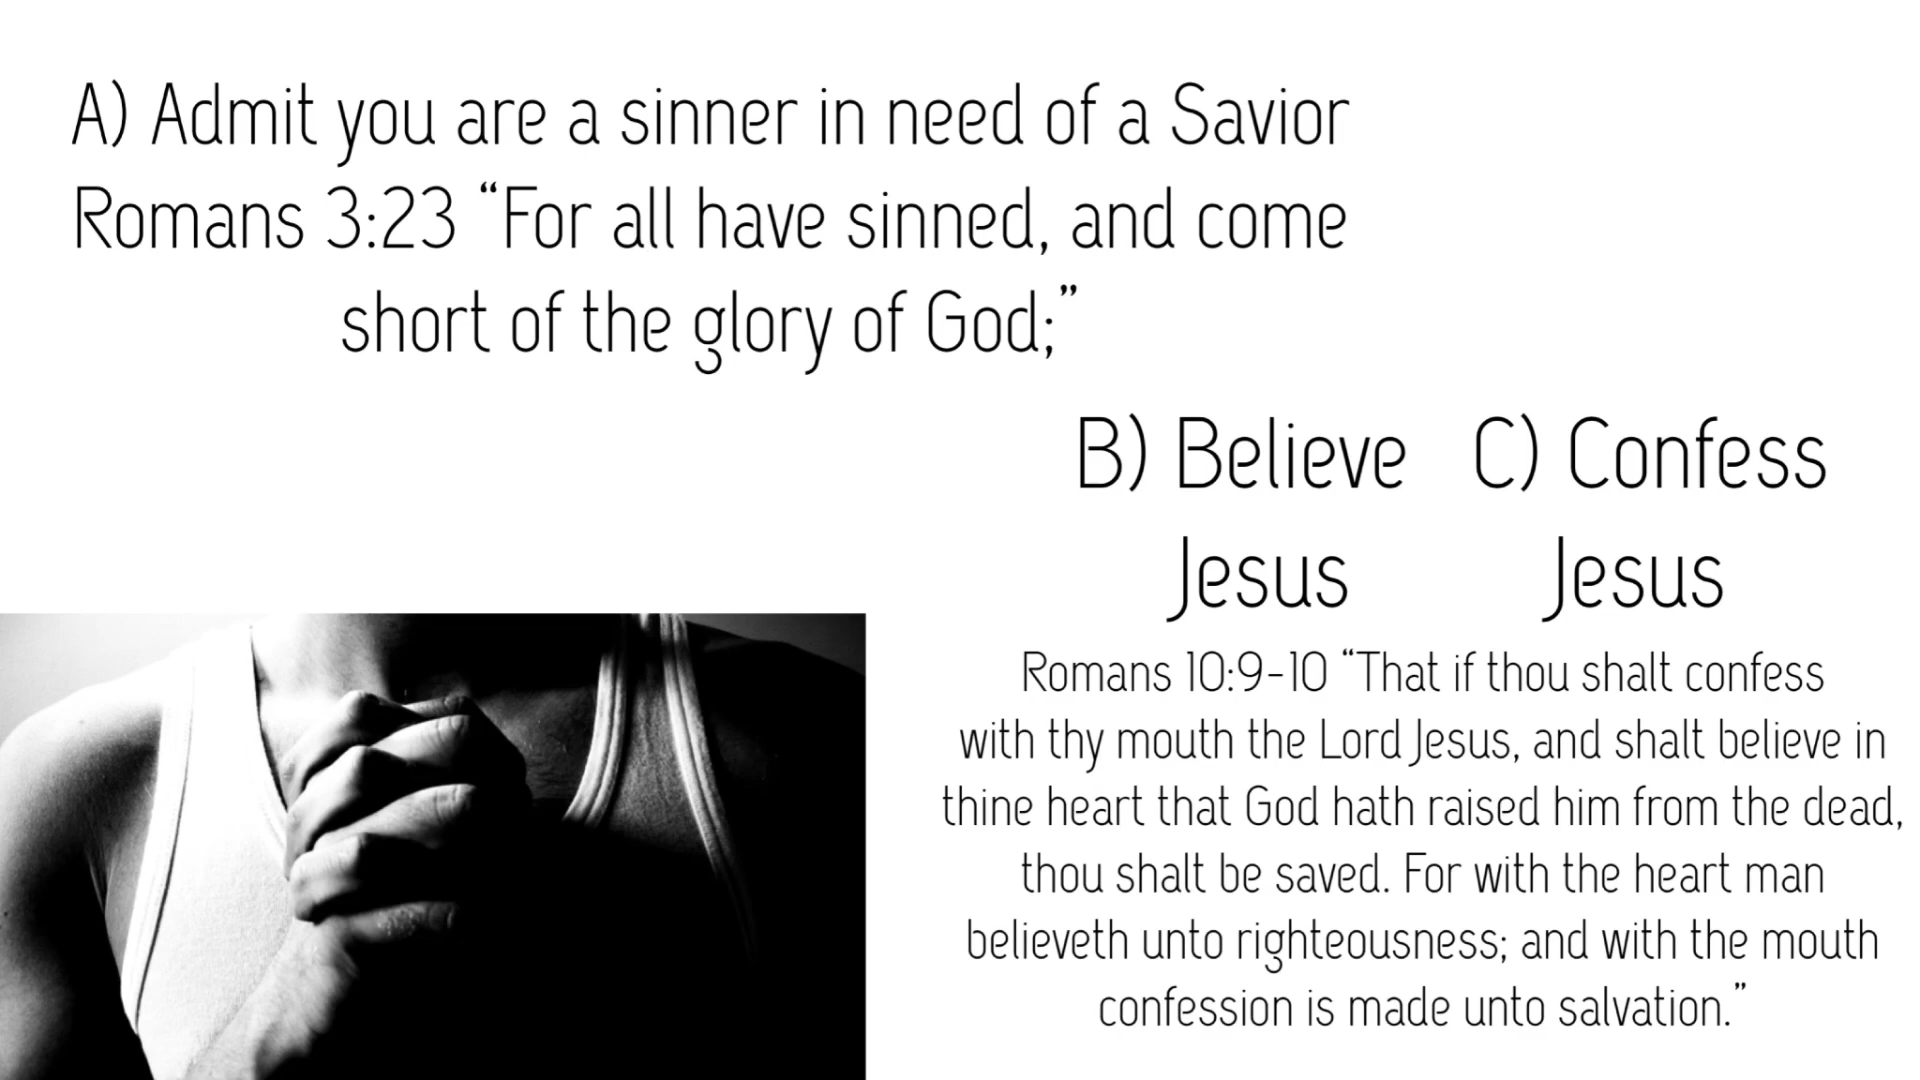 A) Admit you are a sinner in need of a Savior
Romans 3:23 “For all have sinned, and come
short of the glory of God;”
B) Believe
Jesus
C) Confess
Jesus
Romans 10:9-10 “That if thou shalt confess
with thy mouth the Lord Jesus, and shalt believe in
thine heart that God hath raised him from the dead,
thou shalt be saved. For with the heart man
believeth unto righteousness; and with the mouth
confession is made unto salvation.”